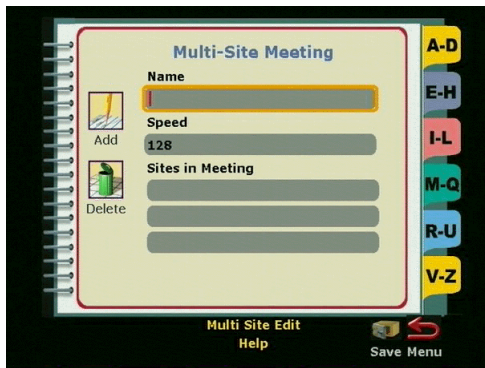 Multi-Site Meeting
Name
Add
Speed
128
Sites in Meeting
Delete
A-D
E-H
I-L
M-Q
R-U
V-Z
Multi Site Edit
Help
Save Menu